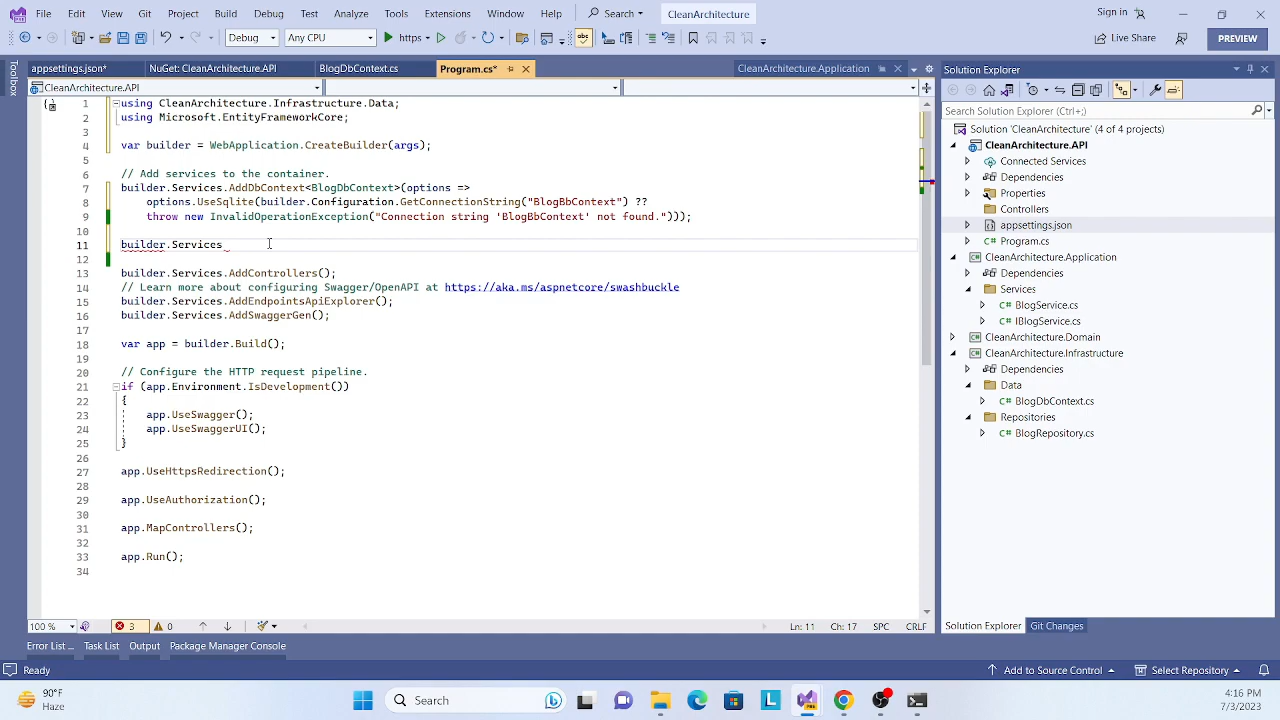 File Edit View Git Project Build Debug Test Analyze Tools Extensions Window Help Search CleanArchitecture Sign in
Debug Any CPU https Live Share PREVIEW
appsettings.json* NuGet: CleanArchitecture.API BlogDbContext.cs Program.cs* CleanArchitecture.Application
CleanArchitecture.API
Toolbox
1 using CleanArchitecture.Infrastructure.Data;
2 using Microsoft.EntityFrameworkCore;
3
4 var builder = WebApplication.CreateBuilder(args);
5
6 // Add services to the container.
7 builder.Services.AddDbContext<BlogDbContext>(options =>
8 options.UseSqlite(builder.Configuration.GetConnectionString("BlogBbContext") ??
9 throw new InvalidOperationException("Connection string 'BlogBbContext' not found.")));
10
11 builder.Services
12
13 builder.Services.AddControllers();
14 // Learn more about configuring Swagger/OpenAPI at https://aka.ms/aspnetcore/swashbuckle
15 builder.Services.AddEndpointsApiExplorer();
16 builder.Services.AddSwaggerGen();
17
18 var app = builder.Build();
19
20 // Configure the HTTP request pipeline.
21 if (app.Environment.IsDevelopment())
22 {
23 app.UseSwagger();
24 app.UseSwaggerUI();
25 }
26
27 app.UseHttpsRedirection();
28
29 app.UseAuthorization();
30
31 app.MapControllers();
32
33 app.Run();
34
100 % 3 0 Ln: 11 Ch: 17 SPC CRLF
Solution Explorer
Search Solution Explorer (Ctrl+;)
Solution 'CleanArchitecture' (4 of 4 projects)
CleanArchitecture.API
Connected Services
Dependencies
Properties
Controllers
appsettings.json
C# Program.cs
CleanArchitecture.Application
Dependencies
Services
C# BlogService.cs
C# IBlogService.cs
CleanArchitecture.Domain
CleanArchitecture.Infrastructure
Dependencies
Data
C# BlogDbContext.cs
Repositories
C# BlogRepository.cs
Solution Explorer Git Changes
Error List ... Task List Output Package Manager Console
Ready Add to Source Control Select Repository
90°F
Haze
Search
4:16 PM
7/3/2023